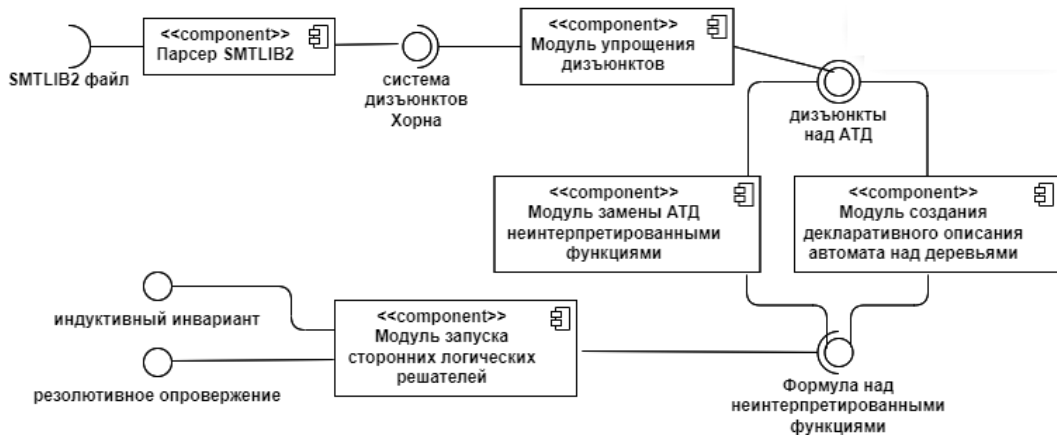 <<component>>
Парсер SMTLIB2
SMTLIB2 файл
система
дизъюнктов
Хорна
<<component>>
Модуль упрощения
дизъюнктов
дизъюнкты
над АТД
<<component>>
Модуль замены АТД
неинтерпретированными
функциями
<<component>>
Модуль создания
декларативного описания
автомата над деревьями
индуктивный инвариант
резолютивное опровержение
<<component>>
Модуль запуска
сторонних логических
решателей
Формула над
неинтерпретированными
функциями